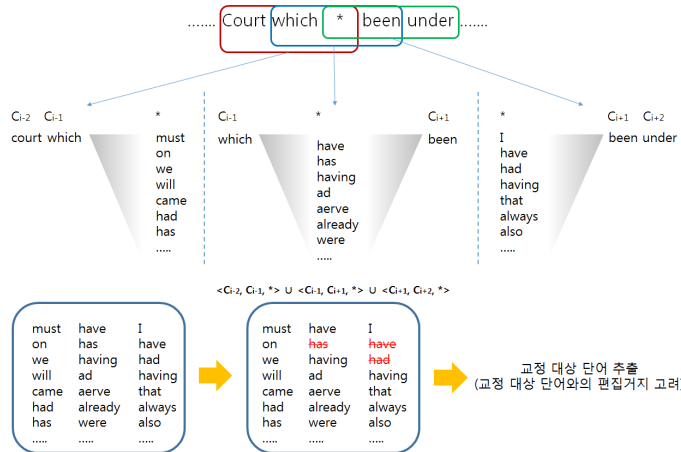 ....... Court which * been under .......
Ci-2 Ci-1 *
court which must
on
we
will
came
had
has
.....
Ci-1 * Ci+1
which been
have
has
having
ad
aerve
already
were
.....
* Ci+1 Ci+2
I been under
have
had
having
that
always
also
.....
<Ci-2, Ci-1, *> ∪ <Ci-1, Ci+1, *> ∪ <Ci+1, Ci+2, *>
must have I
on has have
we having had
will ad having
came aerve that
had already always
has were also
..... ..... .....
must have I
on has have
we having had
will ad having
came aerve that
had already always
has were also
..... ..... .....
교정 대상 단어 추출
(교정 대상 단어와의 편집거지 고려)